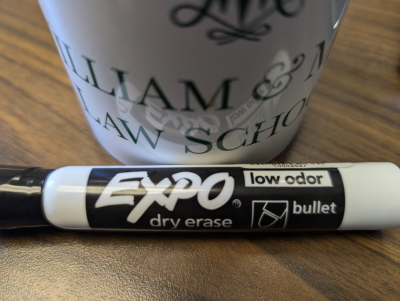 ILLIAM & M
LAW SCHO
EXPO® low odor
dry erase bullet